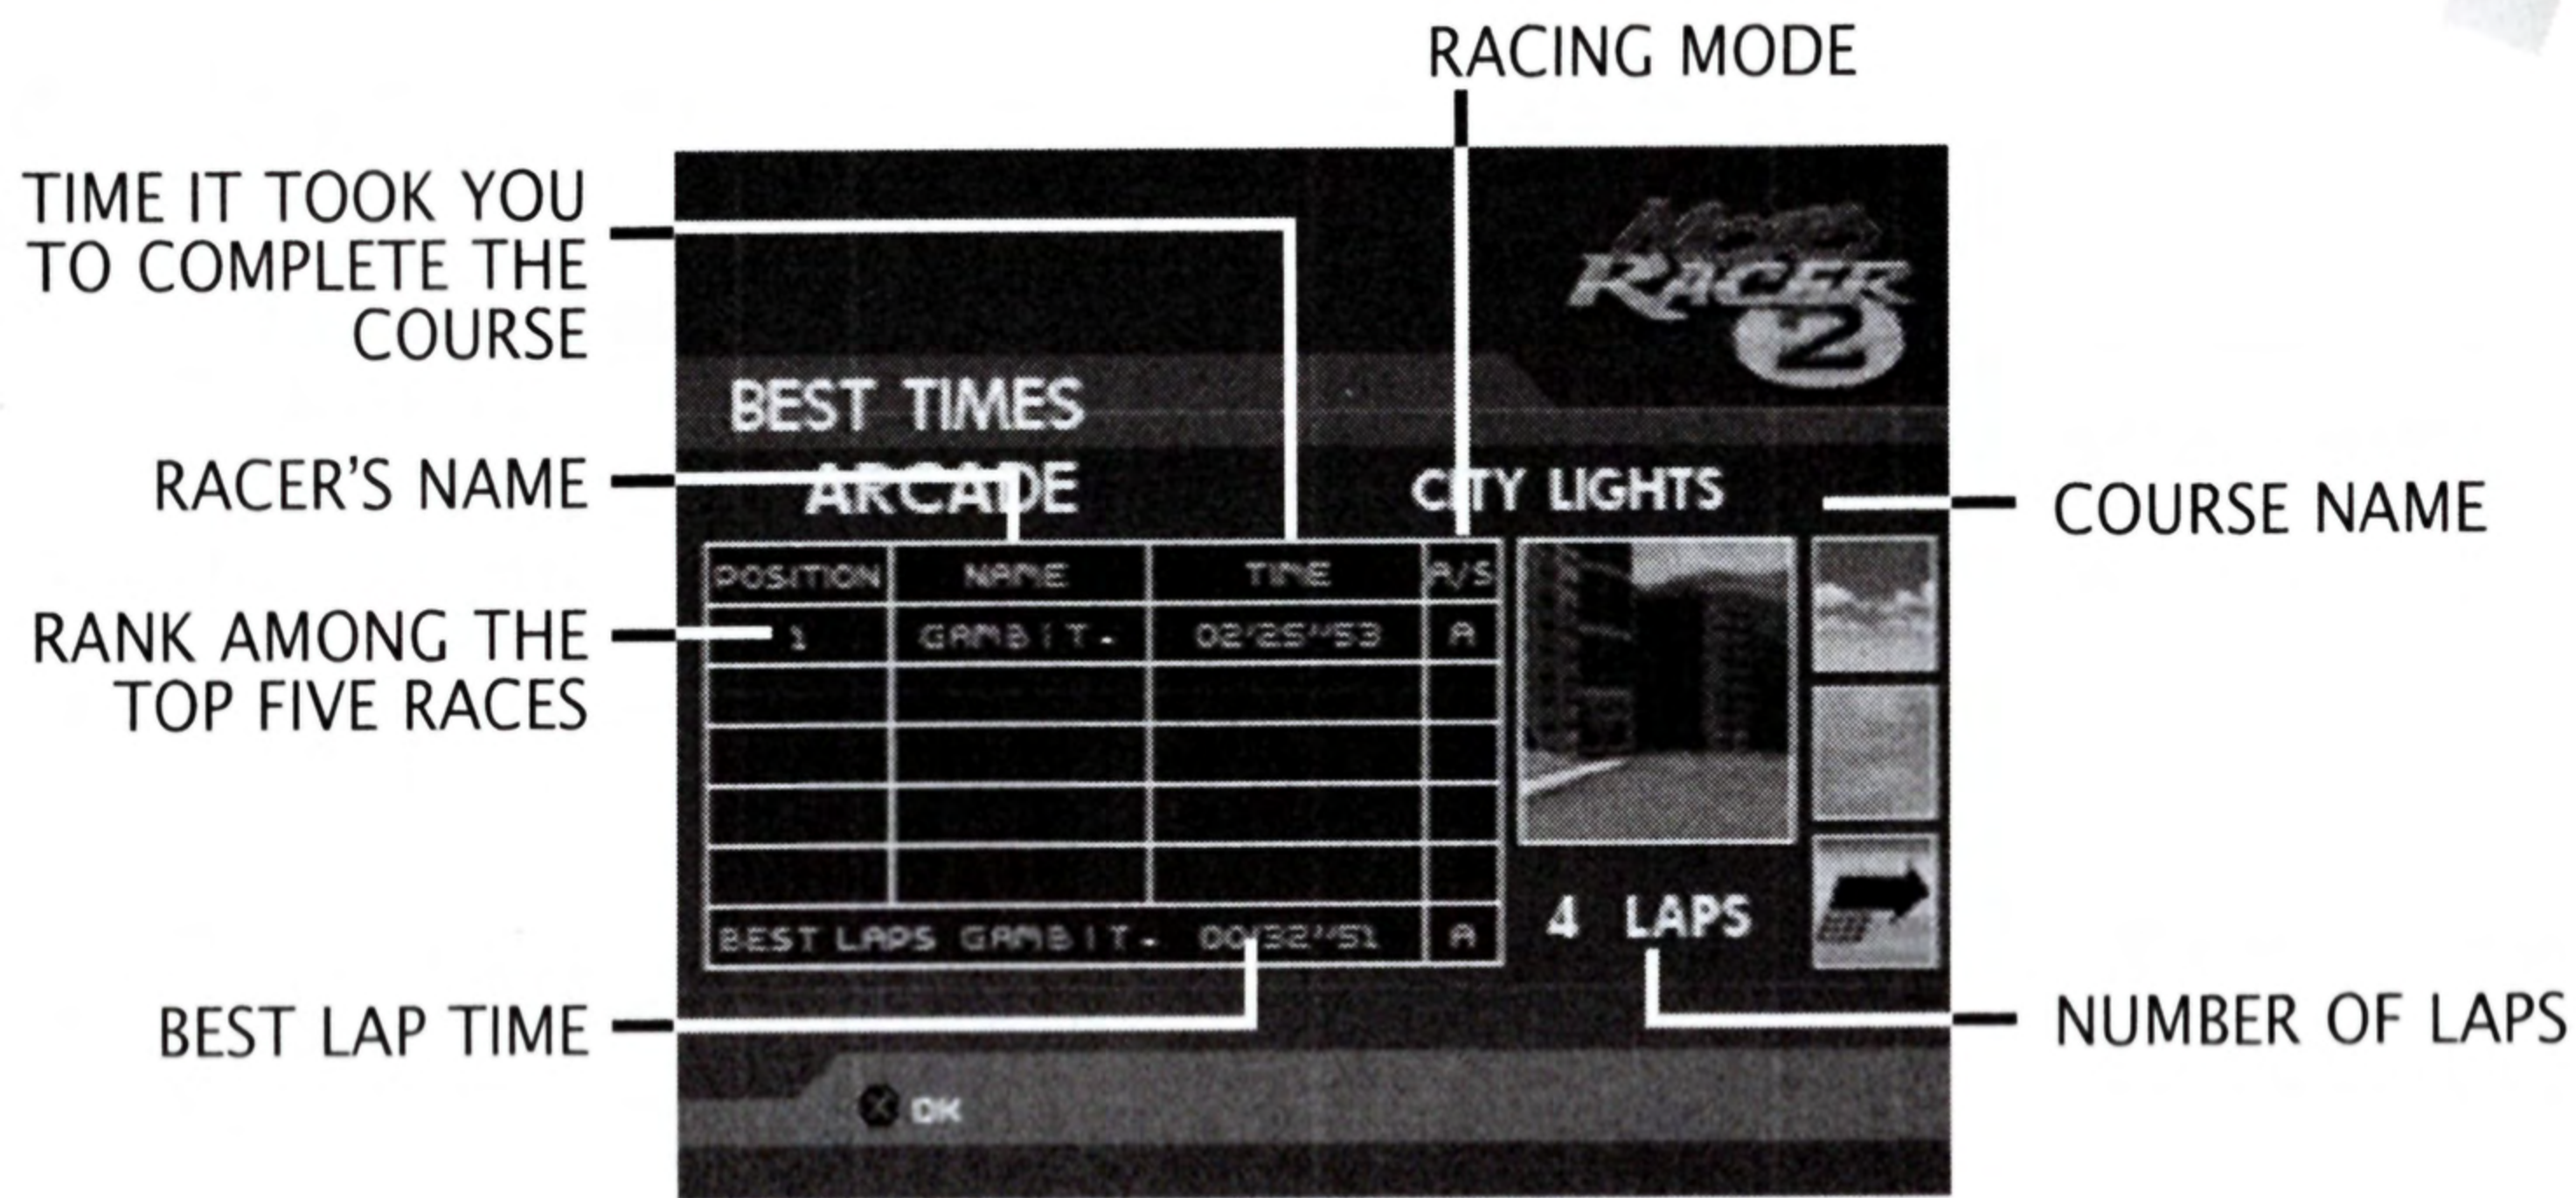 RACING MODE
TIME IT TOOK YOU
TO COMPLETE THE
COURSE
MOTO
RACER
2
BEST TIMES
RACER'S NAME
ARCADE
CITY LIGHTS
COURSE NAME
POSITION NAME TIME A/S
RANK AMONG THE
TOP FIVE RACES
1 GAMBIT- 02'25''53 A
BEST LAPS GAMBIT- 00'32''51 A
4 LAPS
BEST LAP TIME
NUMBER OF LAPS
X OK